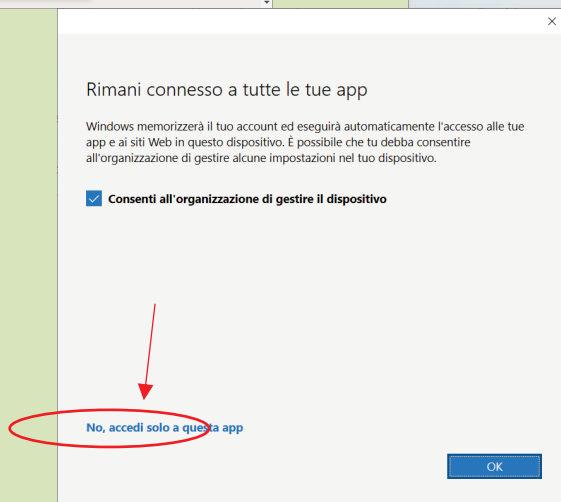 Rimani connesso a tutte le tue app
Windows memorizzerà il tuo account ed eseguirà automaticamente l'accesso alle tue
app e ai siti Web in questo dispositivo. È possibile che tu debba consentire
all'organizzazione di gestire alcune impostazioni nel tuo dispositivo.
Consenti all'organizzazione di gestire il dispositivo
No, accedi solo a questa app
OK